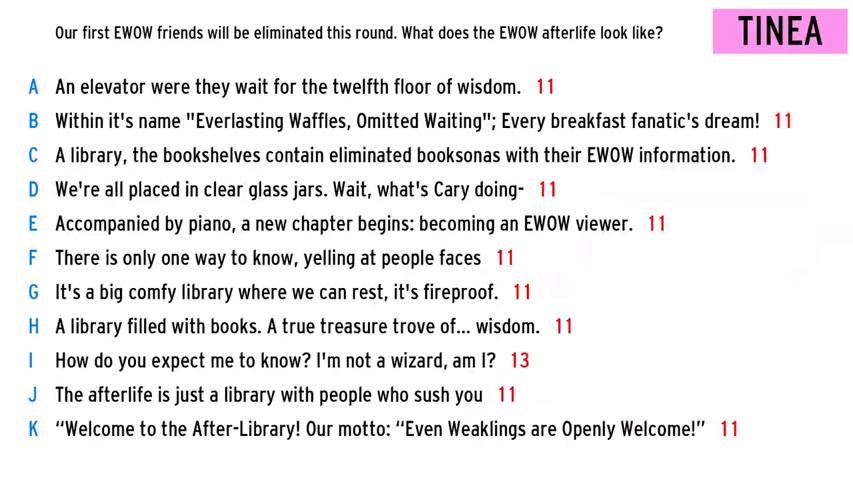 Our first EWOW friends will be eliminated this round. What does the EWOW afterlife look like?
TINEA
A An elevator were they wait for the twelfth floor of wisdom. 11
B Within it's name "Everlasting Waffles, Omitted Waiting"; Every breakfast fanatic's dream! 11
C A library, the bookshelves contain eliminated booksonas with their EWOW information. 11
D We're all placed in clear glass jars. Wait, what's Cary doing- 11
E Accompanied by piano, a new chapter begins: becoming an EWOW viewer. 11
F There is only one way to know, yelling at people faces 11
G It's a big comfy library where we can rest, it's fireproof. 11
H A library filled with books. A true treasure trove of... wisdom. 11
I How do you expect me to know? I'm not a wizard, am I? 13
J The afterlife is just a library with people who sush you 11
K “Welcome to the After-Library! Our motto: “Even Weaklings are Openly Welcome!” 11